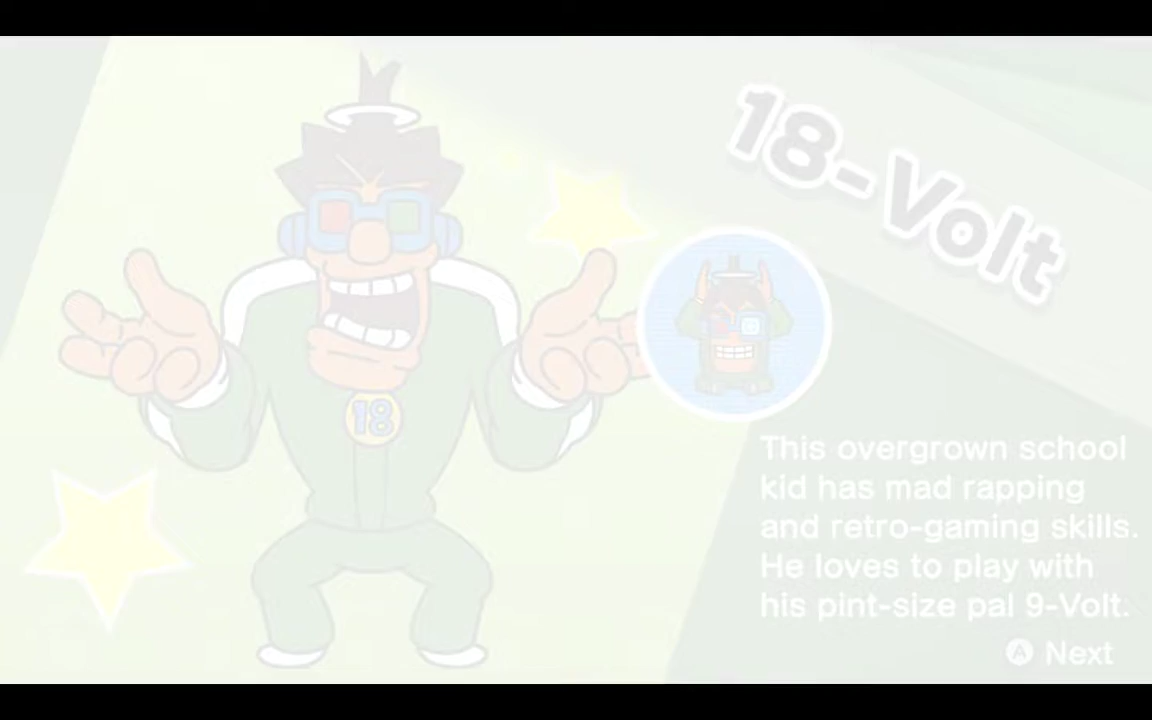 18-Volt
18
This overgrown school
kid has mad rapping
and retro-gaming skills.
He loves to play with
his pint-size pal 9-Volt.
A Next